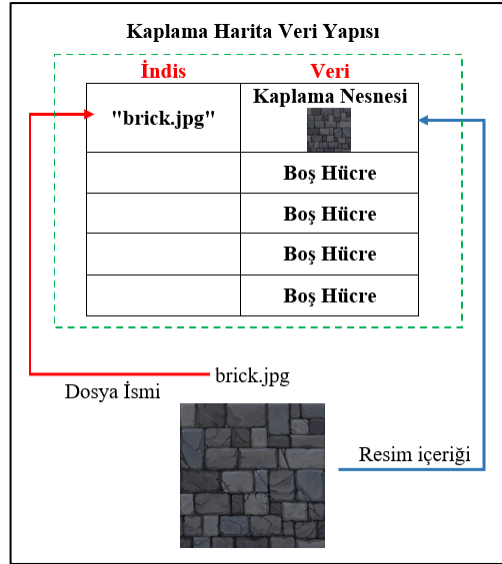 Kaplama Harita Veri Yapısı
İndis Veri
"brick.jpg" Kaplama Nesnesi
Boş Hücre
Boş Hücre
Boş Hücre
Boş Hücre
brick.jpg
Dosya İsmi
Resim içeriği